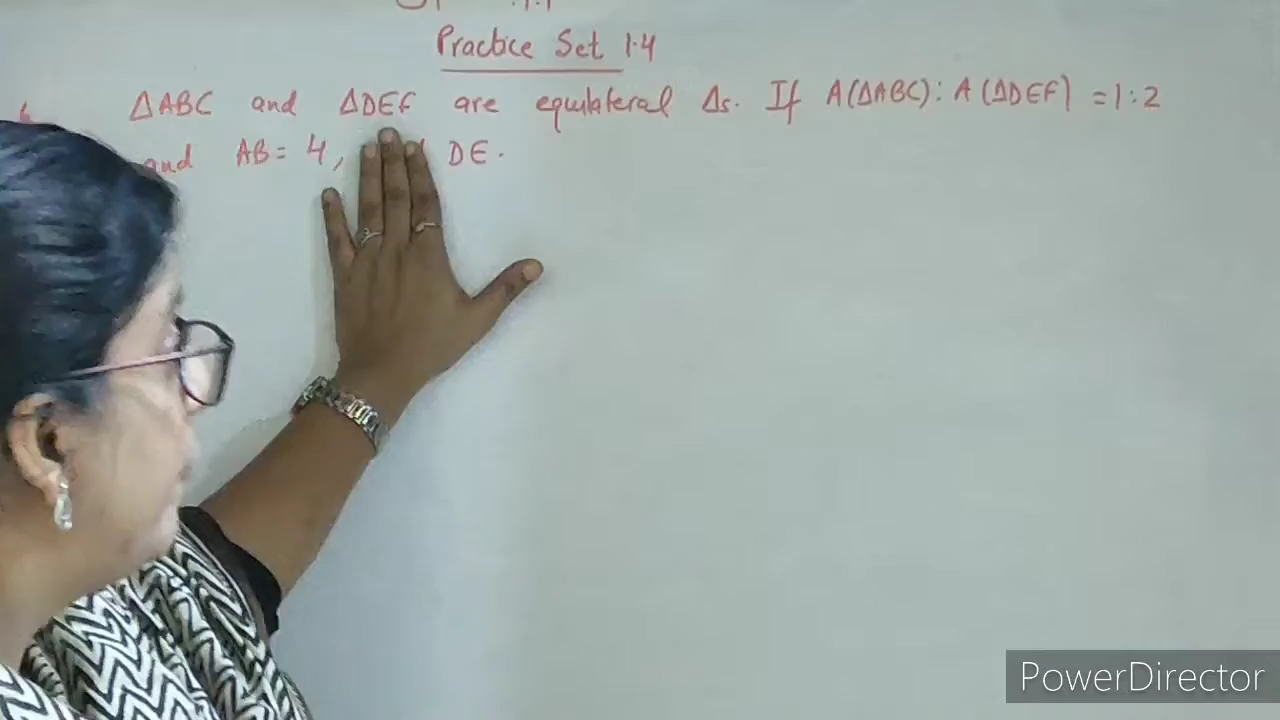 Practice Set 1.4
ΔABC and ΔDEF are equilateral Δs. If A(ΔABC) : A(ΔDEF) = 1 : 2
and AB = 4, DE.
PowerDirector